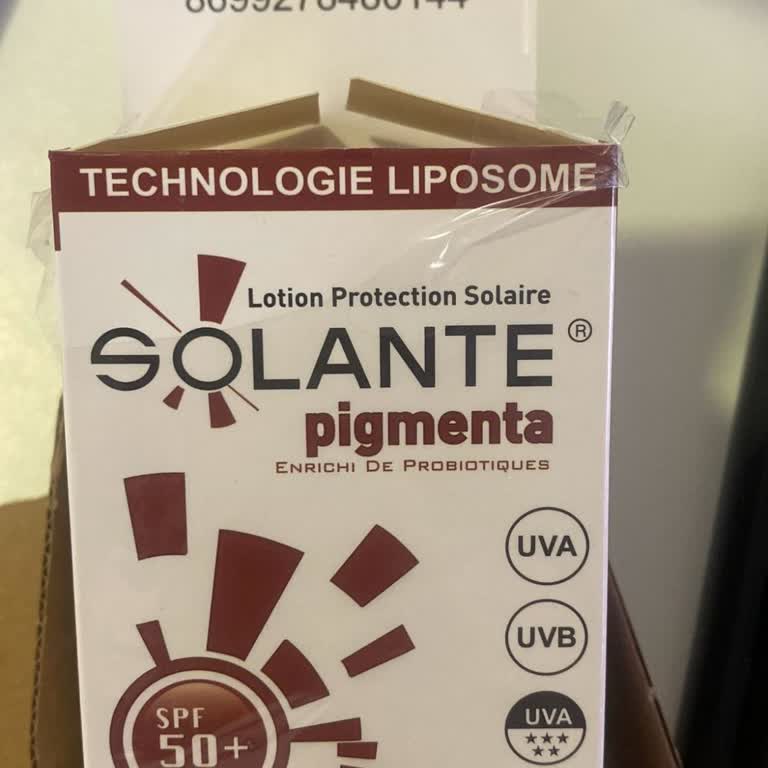 TECHNOLOGIE LIPOSOME
Lotion Protection Solaire
SOLANTE®
pigmenta
ENRICHI DE PROBIOTIQUES
UVA
UVB
UVA
SPF
50+